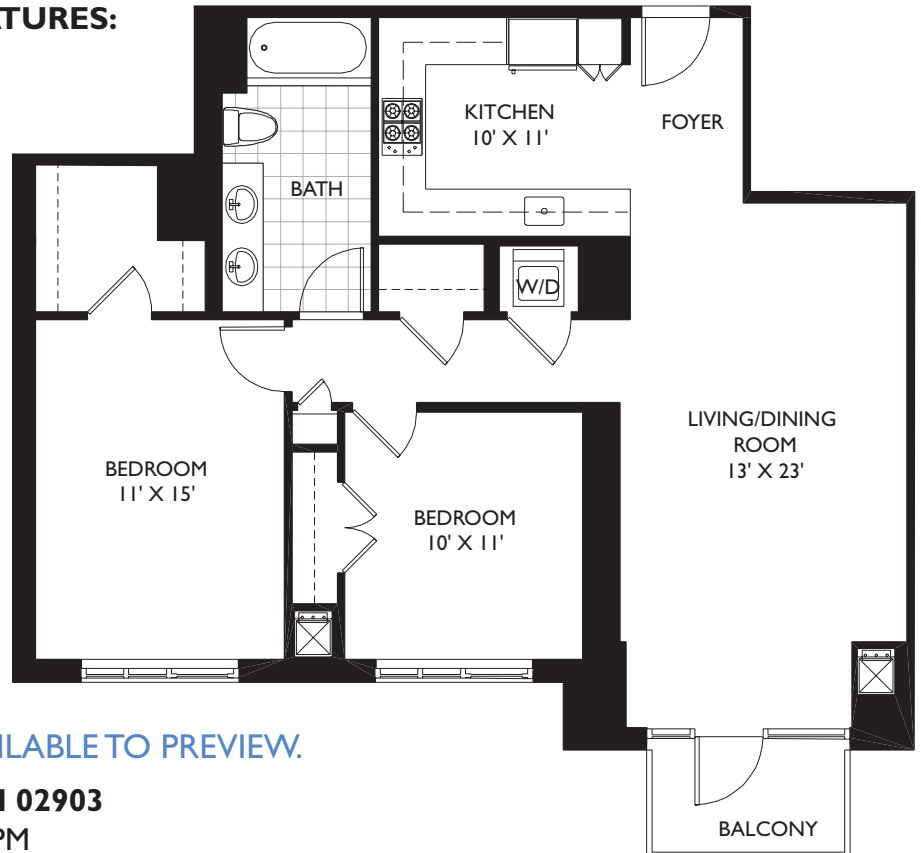 ATURES:
KITCHEN
10' X 11'
FOYER
BATH
W/D
LIVING/DINING
ROOM
13' X 23'
BEDROOM
11' X 15'
BEDROOM
10' X 11'
BALCONY
ILABLE TO PREVIEW.
02903
PM